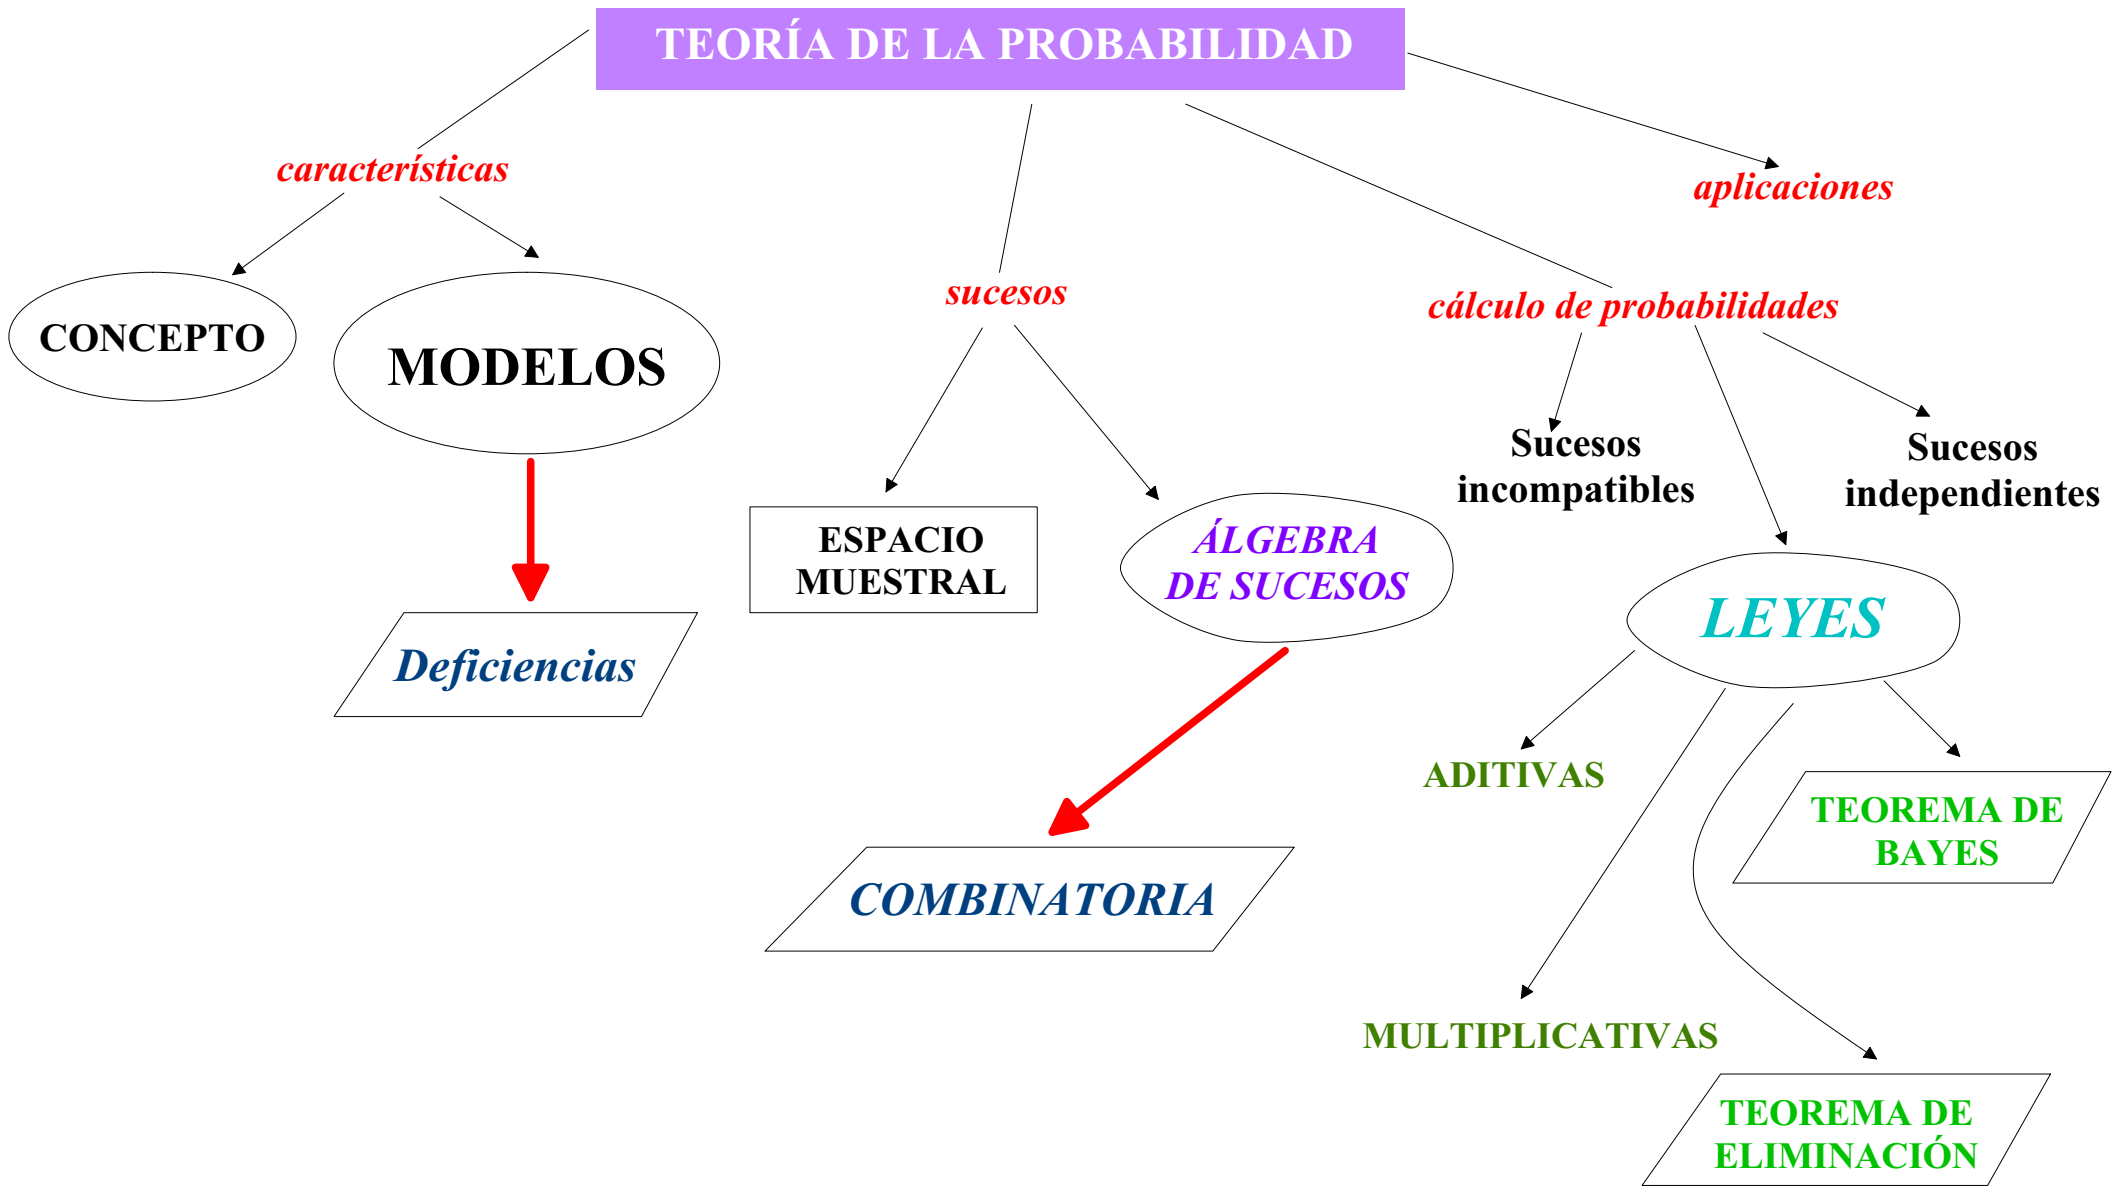 TEORÍA DE LA PROBABILIDAD
características
aplicaciones
sucesos
cálculo de probabilidades
CONCEPTO
MODELOS
Sucesos
incompatibles
Sucesos
independientes
ESPACIO
MUESTRAL
ÁLGEBRA
DE SUCESOS
LEYES
Deficiencias
ADITIVAS
TEOREMA DE
BAYES
COMBINATORIA
MULTIPLICATIVAS
TEOREMA DE
ELIMINACIÓN